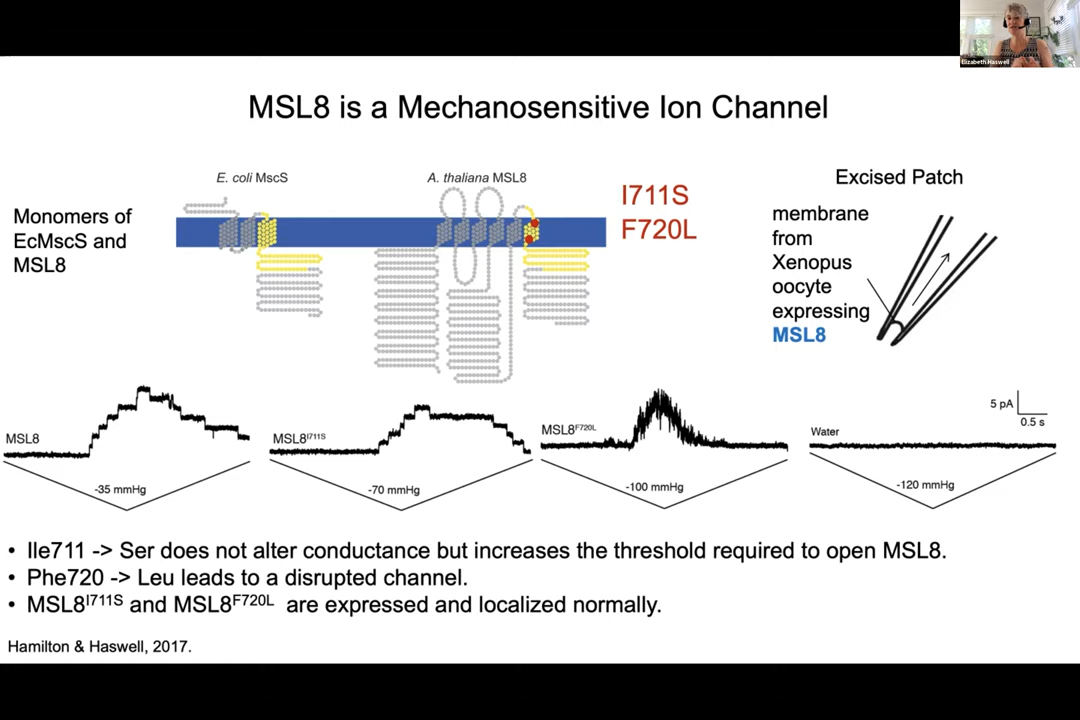 Elizabeth Haswell
MSL8 is a Mechanosensitive Ion Channel
E. coli MscS
A. thaliana MSL8
Monomers of
EcMscS and
MSL8
I711S
F720L
Excised Patch
membrane
from
Xenopus
oocyte
expressing
MSL8
MSL8
-35 mmHg
MSL8I711S
-70 mmHg
MSL8F720L
-100 mmHg
Water
-120 mmHg
5 pA
0.5 s
• Ile711 -> Ser does not alter conductance but increases the threshold required to open MSL8.
• Phe720 -> Leu leads to a disrupted channel.
• MSL8I711S and MSL8F720L are expressed and localized normally.
Hamilton & Haswell, 2017.